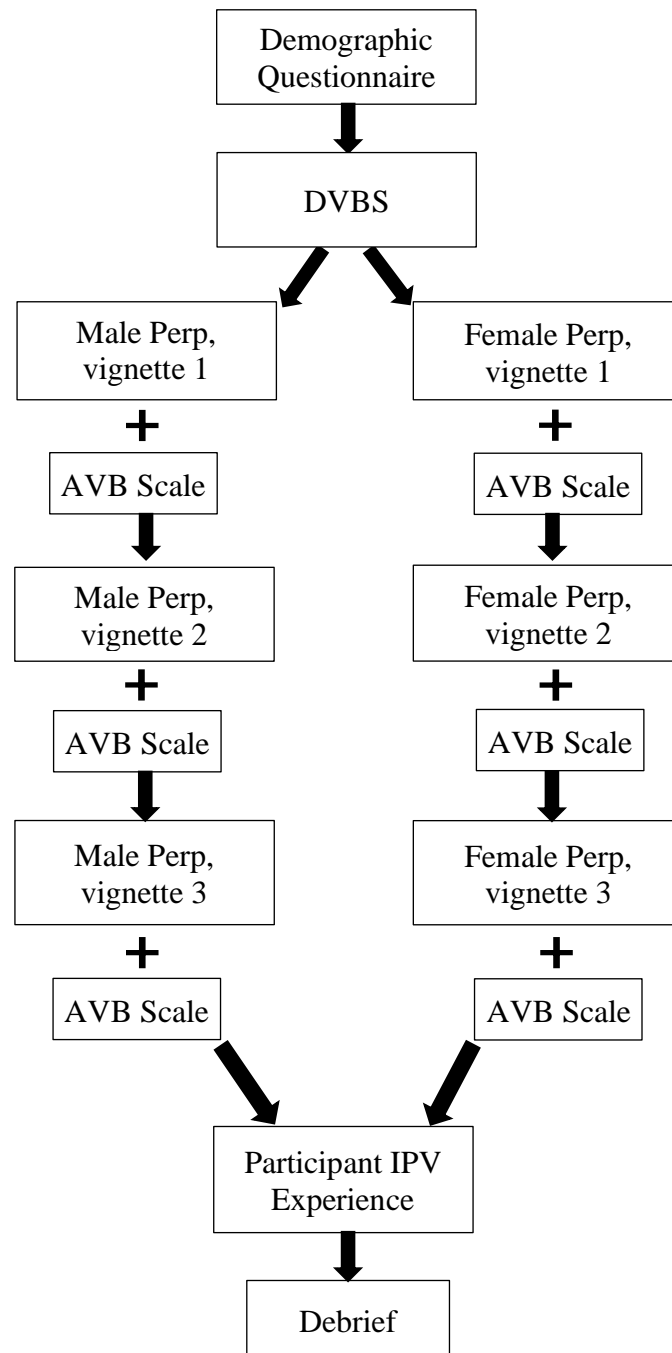 Demographic
Questionnaire
DVBS
Male Perp,
vignette 1
+
AVB Scale
Male Perp,
vignette 2
+
AVB Scale
Male Perp,
vignette 3
+
AVB Scale
Female Perp,
vignette 1
+
AVB Scale
Female Perp,
vignette 2
+
AVB Scale
Female Perp,
vignette 3
+
AVB Scale
Participant IPV
Experience
Debrief